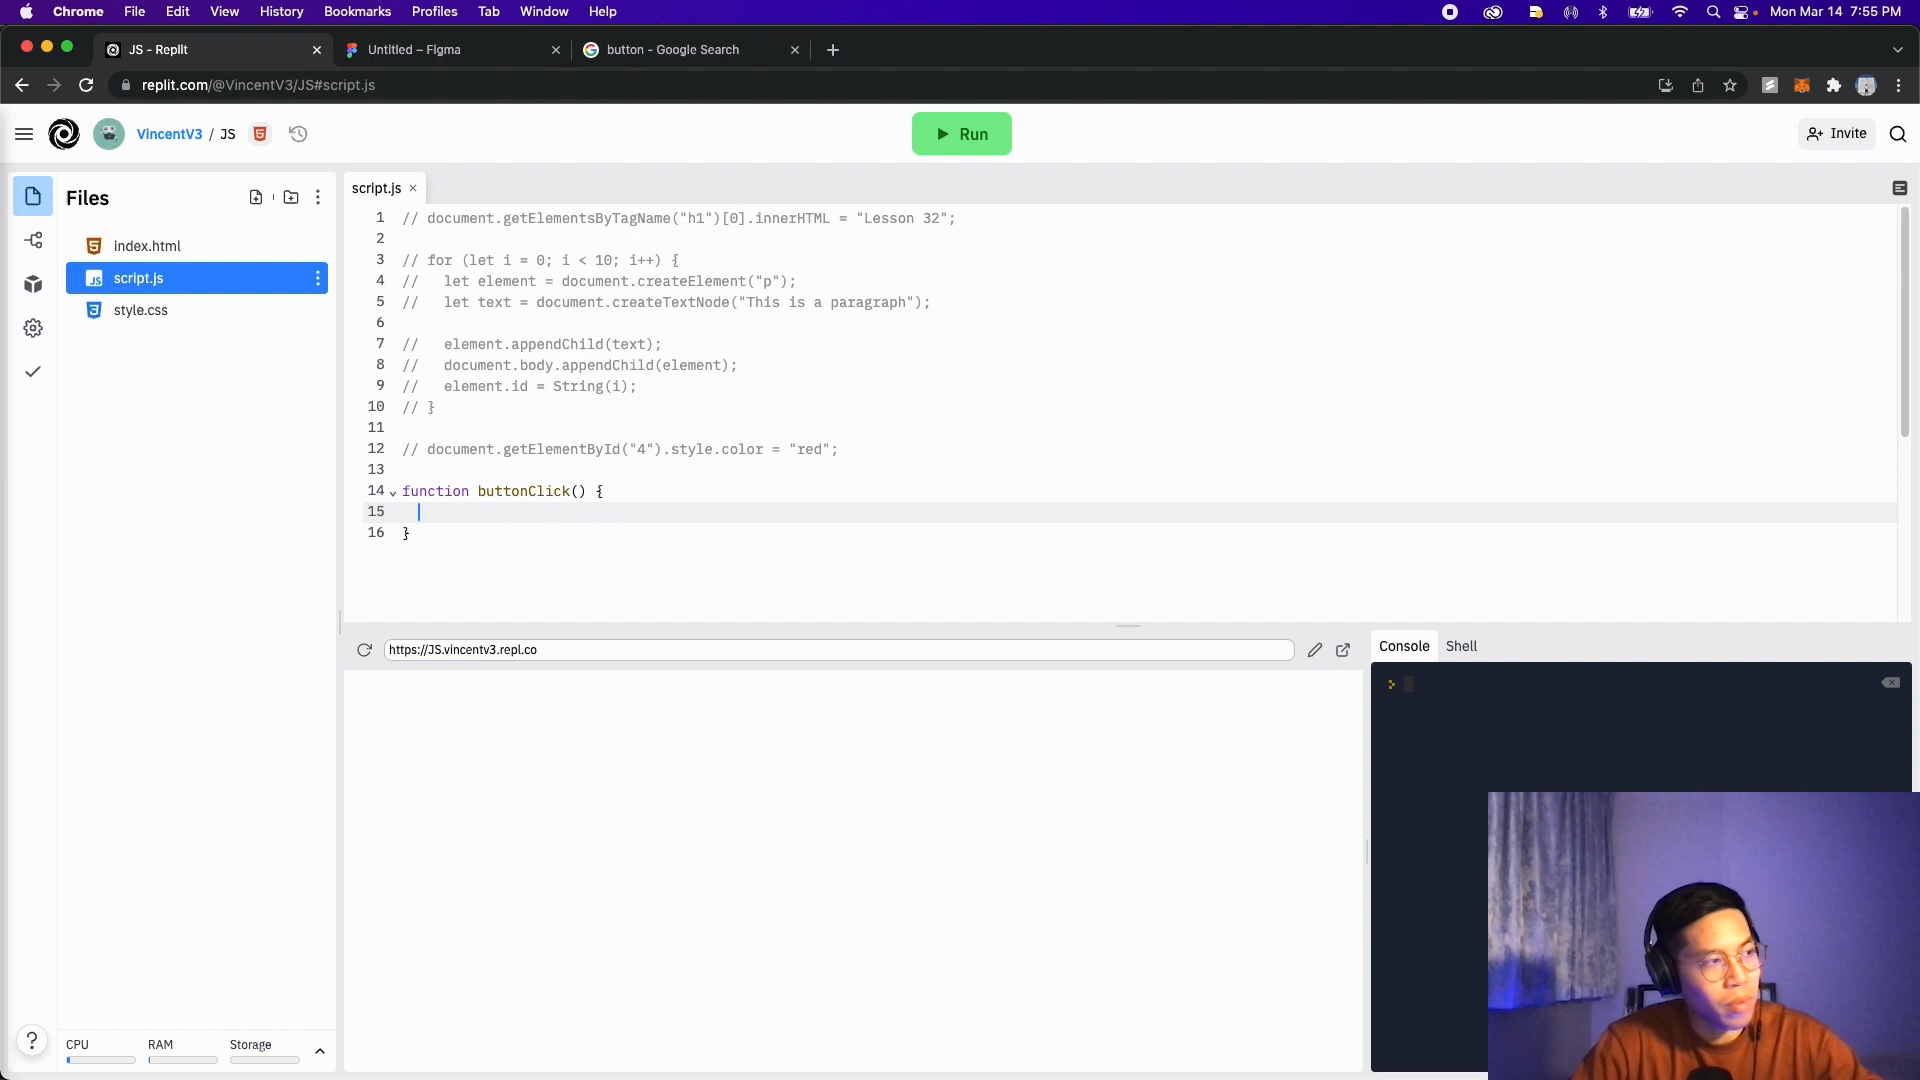 Chrome File Edit View History Bookmarks Profiles Tab Window Help Mon Mar 14 7:55 PM
JS - Replit Untitled – Figma button - Google Search
replit.com/@VincentV3/JS#script.js
VincentV3 / JS Run Invite
Files
index.html
script.js
style.css
script.js
1 // document.getElementsByTagName("h1")[0].innerHTML = "Lesson 32";
2
3 // for (let i = 0; i < 10; i++) {
4 //   let element = document.createElement("p");
5 //   let text = document.createTextNode("This is a paragraph");
6
7 //   element.appendChild(text);
8 //   document.body.appendChild(element);
9 //   element.id = String(i);
10 // }
11
12 // document.getElementById("4").style.color = "red";
13
14 function buttonClick() {
15
16 }
https://JS.vincentv3.repl.co
Console Shell
CPU RAM Storage